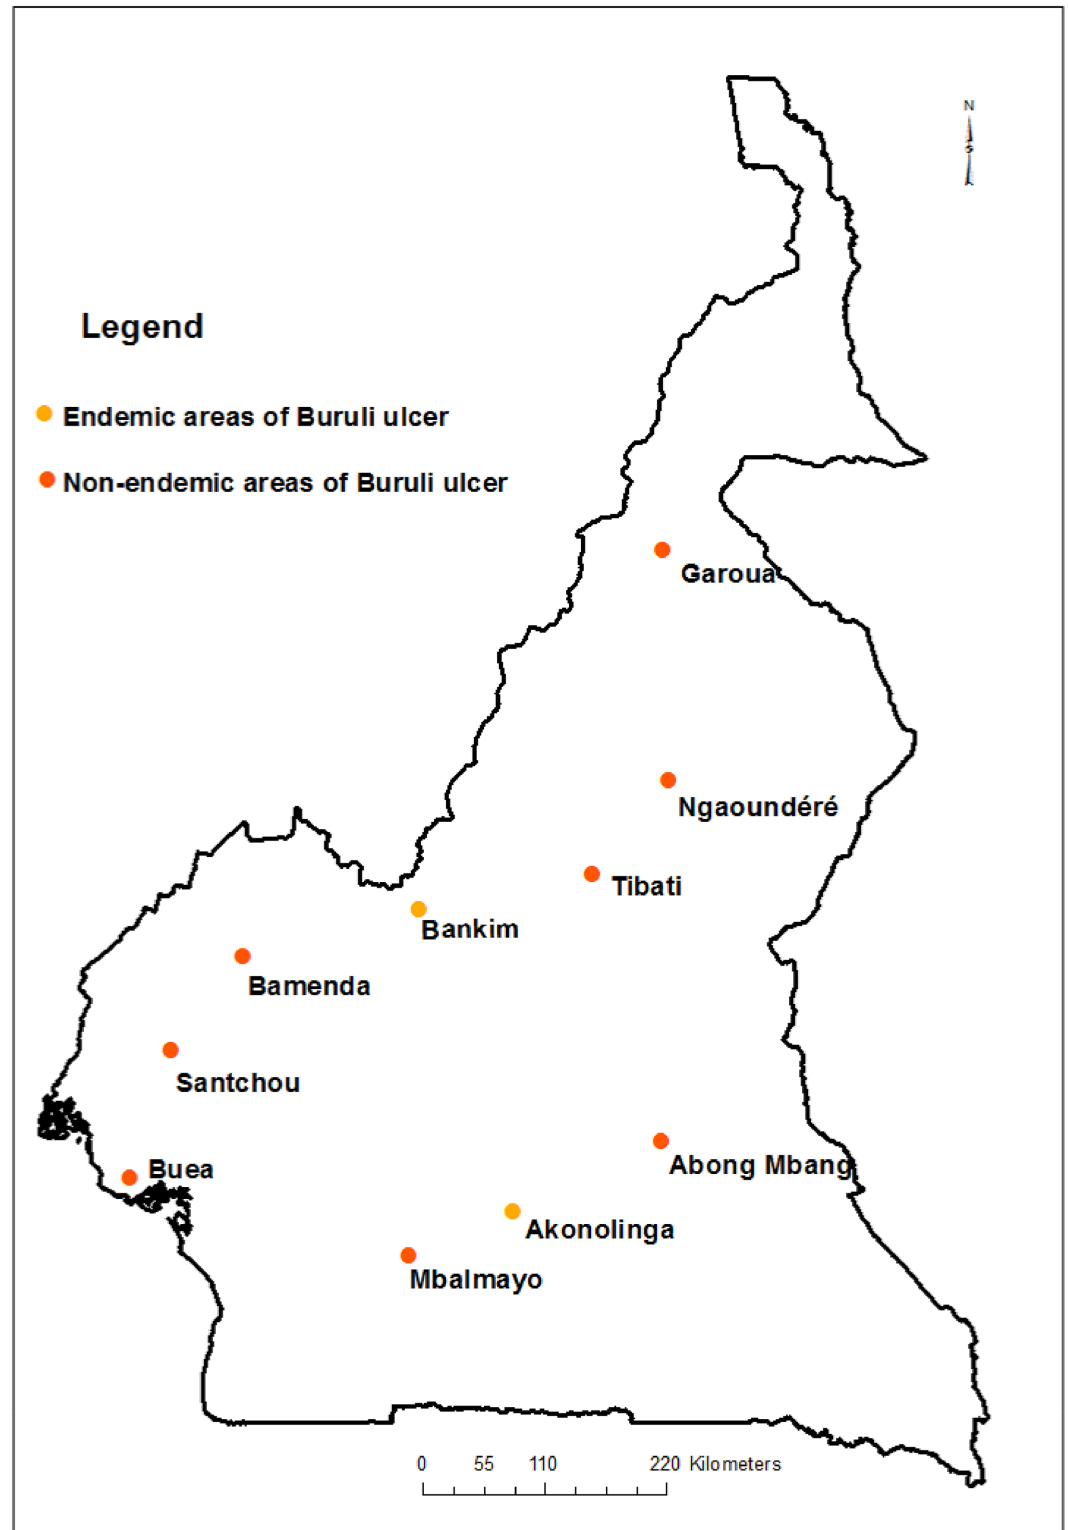 N
S
Legend
Endemic areas of Buruli ulcer
Non-endemic areas of Buruli ulcer
Garoua
Ngaoundéré
Tibati
Bankim
Bamenda
Santchou
Abong Mbang
Buea
Akonolinga
Mbalmayo
0 55 110 220 Kilometers